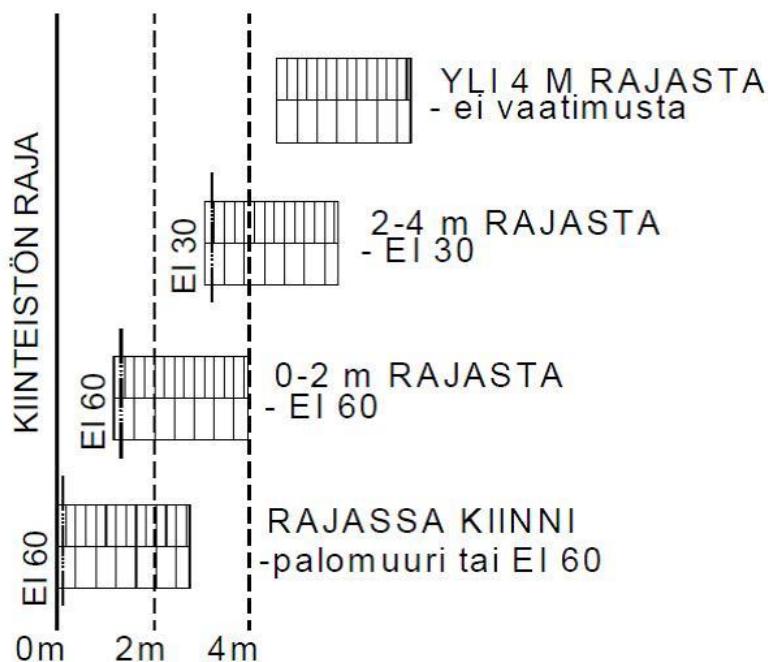 YLI 4 M RAJASTA
- ei vaatimusta
KIINTEISTÖN RAJA
EI 30
2-4 m RAJASTA
- EI 30
EI 60
0-2 m RAJASTA
- EI 60
EI 60
RAJASSA KIINNI
-palomuuri tai EI 60
0m
2m
4m